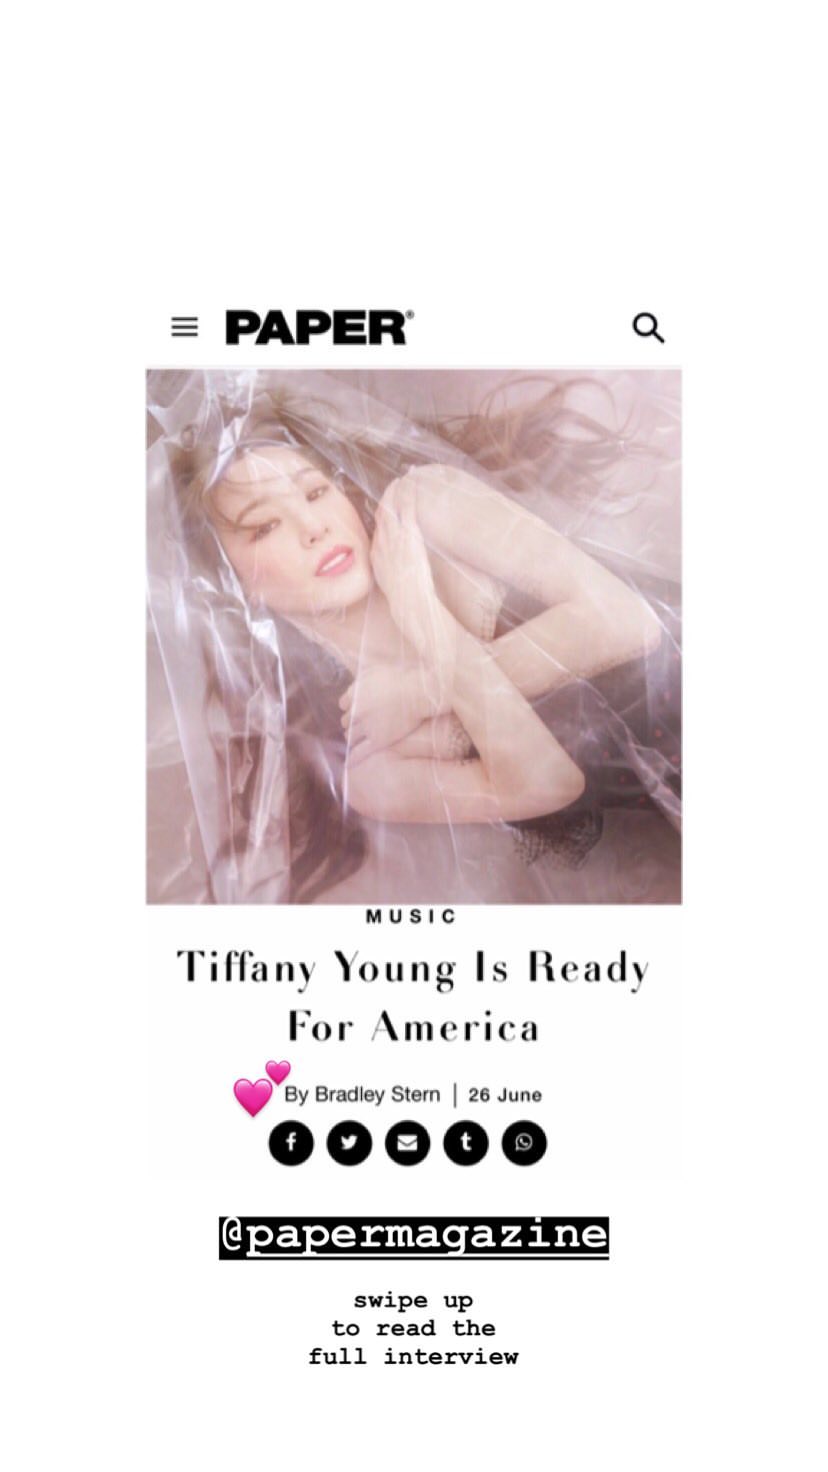 PAPER®
MUSIC
Tiffany Young Is Ready
For America
By Bradley Stern | 26 June
@papermagazine
swipe up
to read the
full interview